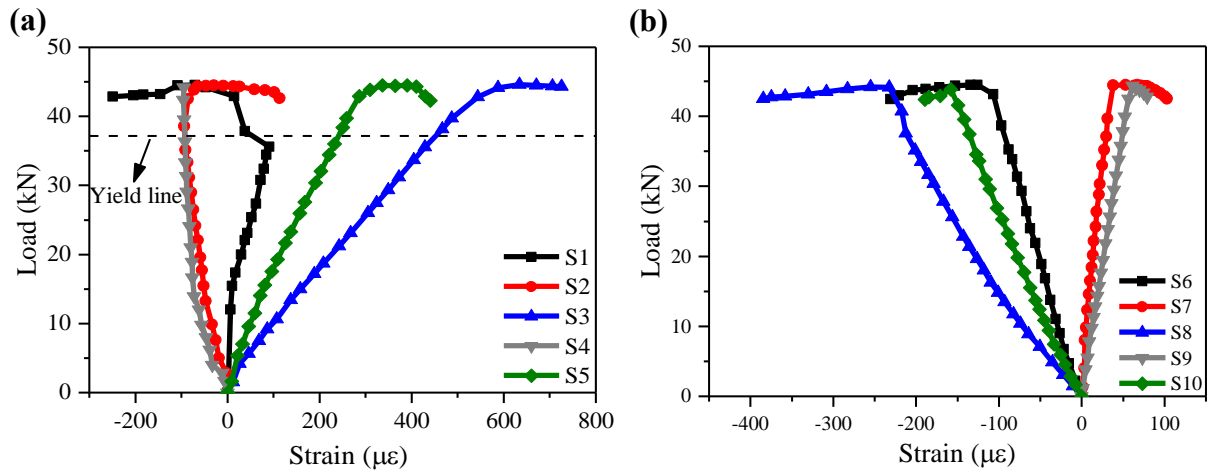 (a)
50
40
30
20
10
0
Load (kN)
Yield line
S1
S2
S3
S4
S5
-200 0 200 400 600 800
Strain (με)
(b)
50
40
30
20
10
0
Load (kN)
S6
S7
S8
S9
S10
-400 -300 -200 -100 0 100
Strain (με)